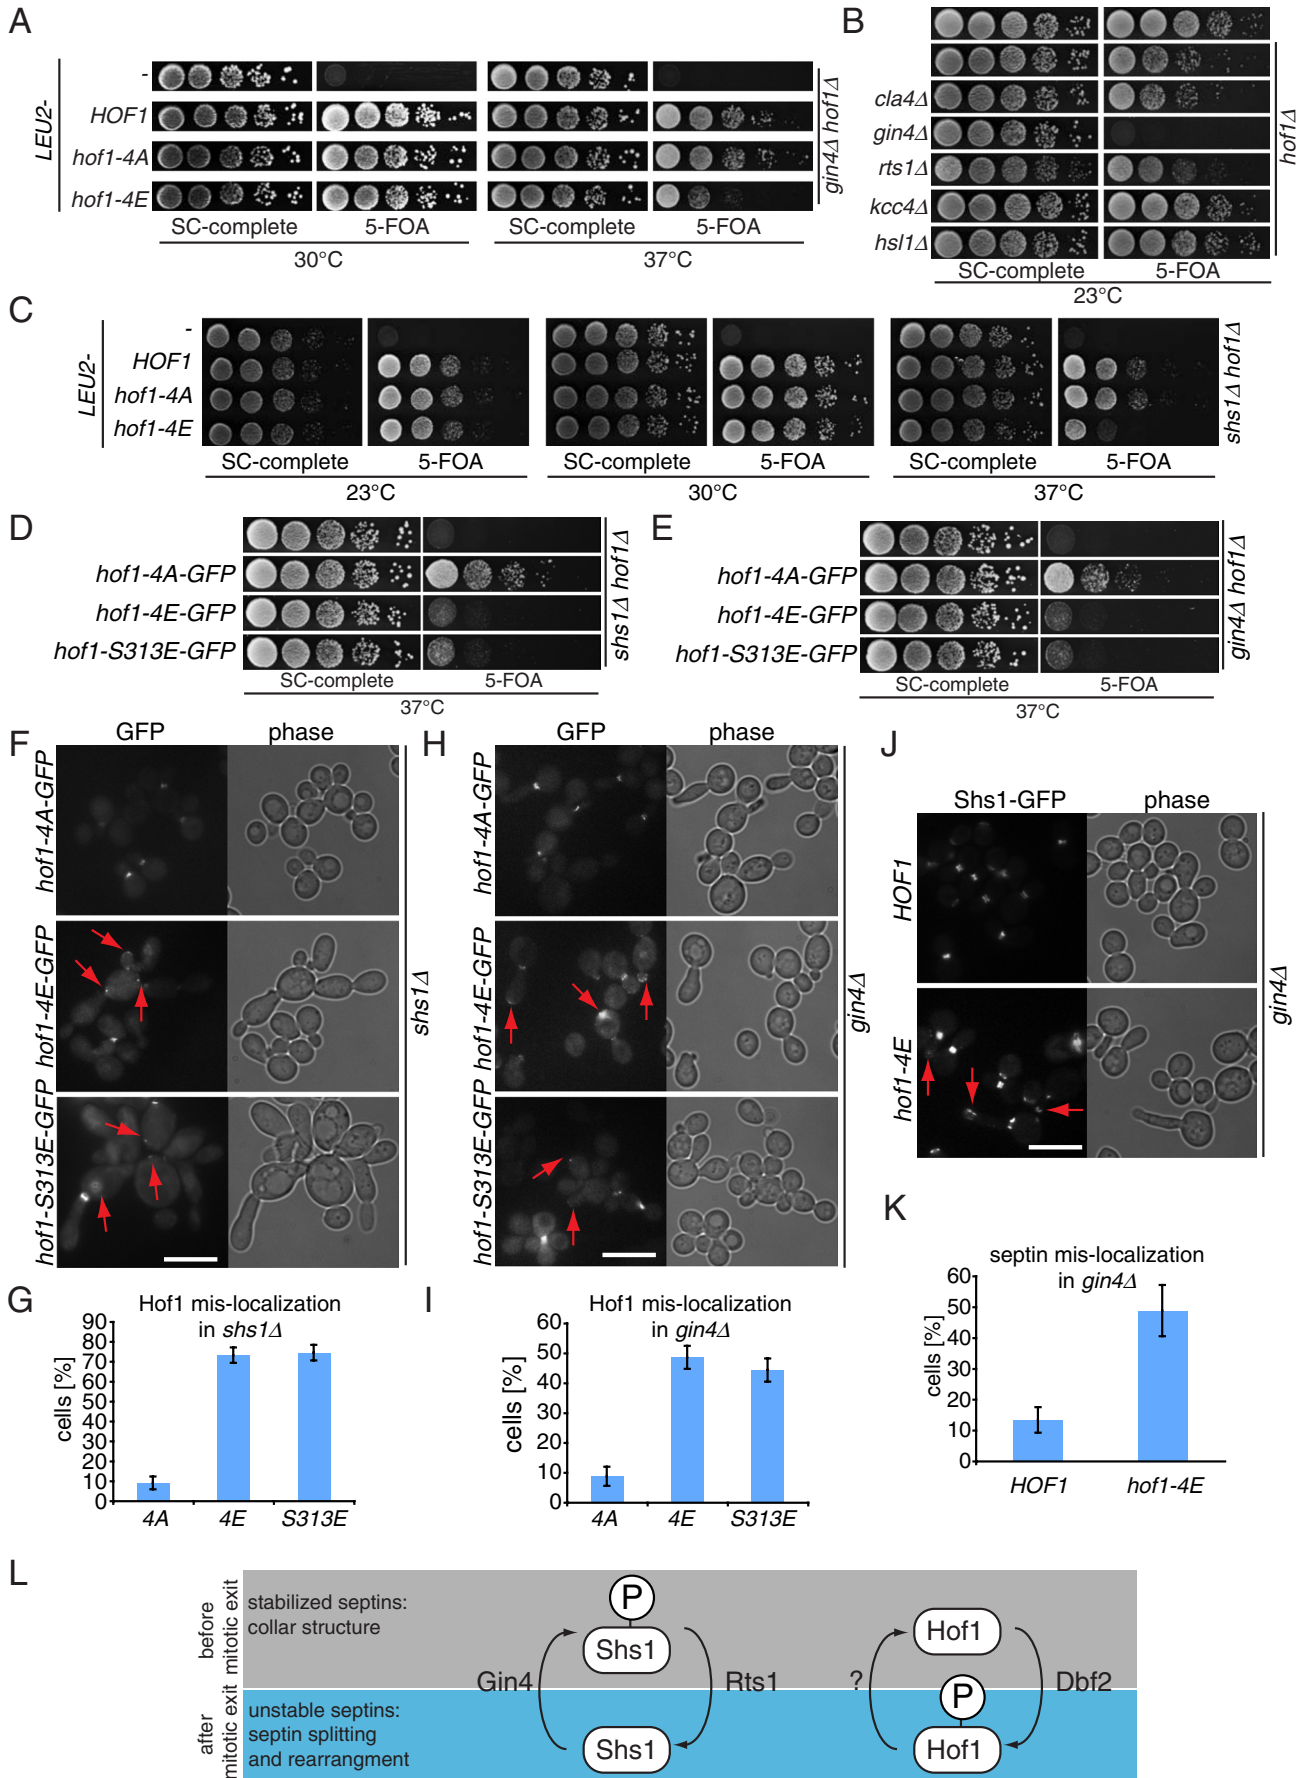 A
LEU2-
-
HOF1
hof1-4A
hof1-4E
gin4Δ hof1Δ
SC-complete
5-FOA
SC-complete
5-FOA
30°C
37°C
B
cla4Δ
gin4Δ
rts1Δ
kcc4Δ
hsl1Δ
hof1Δ
SC-complete
5-FOA
23°C
C
LEU2-
-
HOF1
hof1-4A
hof1-4E
shs1Δ hof1Δ
SC-complete
5-FOA
SC-complete
5-FOA
SC-complete
5-FOA
23°C
30°C
37°C
D
hof1-4A-GFP
hof1-4E-GFP
hof1-S313E-GFP
shs1Δ hof1Δ
SC-complete
5-FOA
37°C
E
hof1-4A-GFP
hof1-4E-GFP
hof1-S313E-GFP
gin4Δ hof1Δ
SC-complete
5-FOA
37°C
F
GFP
phase
hof1-4A-GFP
hof1-4E-GFP
hof1-S313E-GFP
shs1Δ
H
GFP
phase
hof1-4A-GFP
hof1-4E-GFP
hof1-S313E-GFP
gin4Δ
J
Shs1-GFP
phase
HOF1
hof1-4E
gin4Δ
G
Hof1 mis-localization
in shs1Δ
cells [%]
90
80
70
60
50
40
30
20
10
0
4A
4E
S313E
I
Hof1 mis-localization
in gin4Δ
cells [%]
60
50
40
30
20
10
0
4A
4E
S313E
K
septin mis-localization
in gin4Δ
cells [%]
60
50
40
30
20
10
0
HOF1
hof1-4E
L
before
mitotic exit
stabilized septins:
collar structure
P
Shs1
Hof1
Gin4
Rts1
?
Dbf2
after
mitotic exit
unstable septins:
septin splitting
and rearrangment
Shs1
P
Hof1